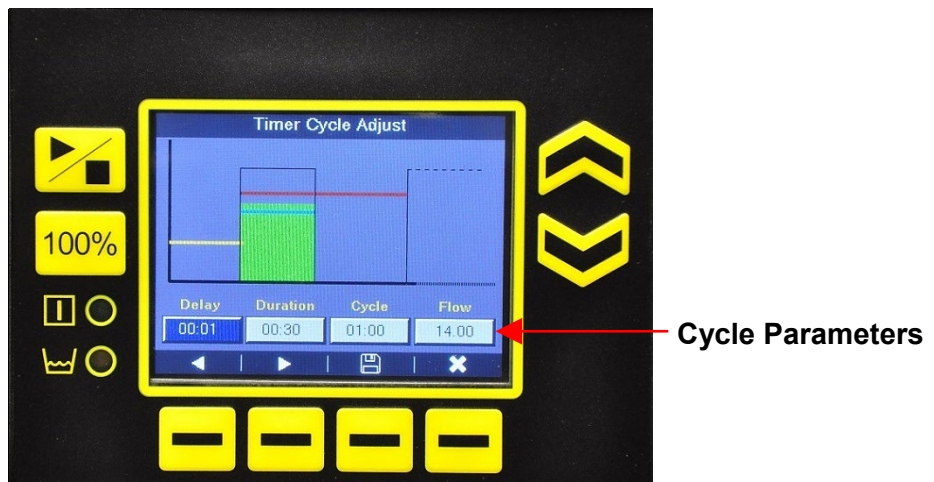 Timer Cycle Adjust
100%
Delay Duration Cycle Flow
00:01 00:30 01:00 14.00
Cycle Parameters